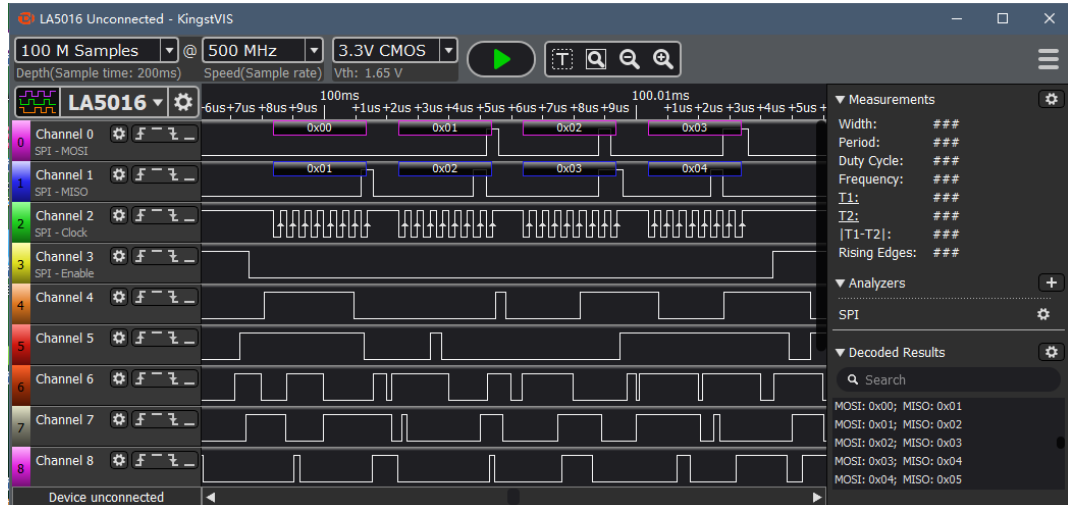 LA5016 Unconnected - KingstVIS
100 M Samples @ 500 MHz 3.3V CMOS
Depth(Sample time: 200ms) Speed(Sample rate) Vth: 1.65 V
T
LA5016
100ms 100.01ms
-6us+7us +8us+9us +1us+2us+3us+4us+5us+6us+7us+8us+9us +1us+2us+3us+4us+5us+
0 Channel 0
SPI - MOSI
0x00 0x01 0x02 0x03
1 Channel 1
SPI - MISO
0x01 0x02 0x03 0x04
2 Channel 2
SPI - Clock
3 Channel 3
SPI - Enable
4 Channel 4
5 Channel 5
6 Channel 6
7 Channel 7
8 Channel 8
Device unconnected
Measurements
Width: ###
Period: ###
Duty Cycle: ###
Frequency: ###
T1: ###
T2: ###
|T1-T2|: ###
Rising Edges: ###
Analyzers
SPI
Decoded Results
Search
MOSI: 0x00; MISO: 0x01
MOSI: 0x01; MISO: 0x02
MOSI: 0x02; MISO: 0x03
MOSI: 0x03; MISO: 0x04
MOSI: 0x04; MISO: 0x05